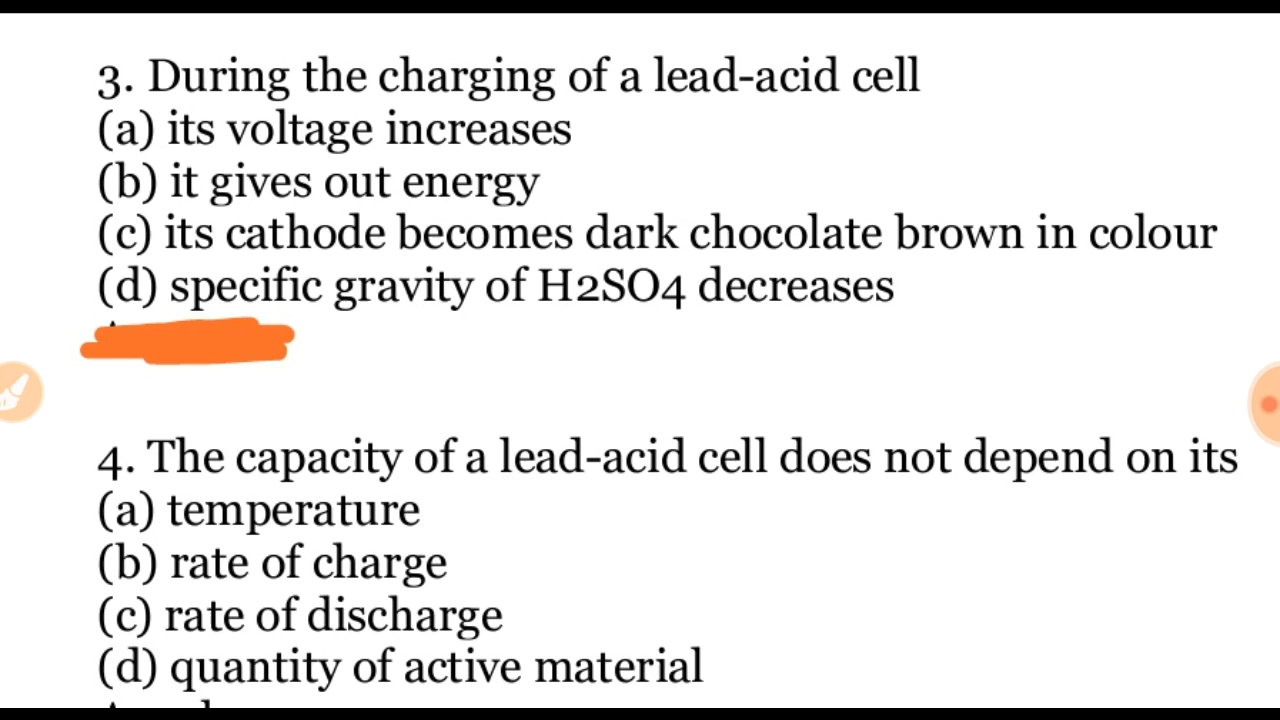 3. During the charging of a lead-acid cell
(a) its voltage increases
(b) it gives out energy
(c) its cathode becomes dark chocolate brown in colour
(d) specific gravity of H2SO4 decreases
4. The capacity of a lead-acid cell does not depend on its
(a) temperature
(b) rate of charge
(c) rate of discharge
(d) quantity of active material